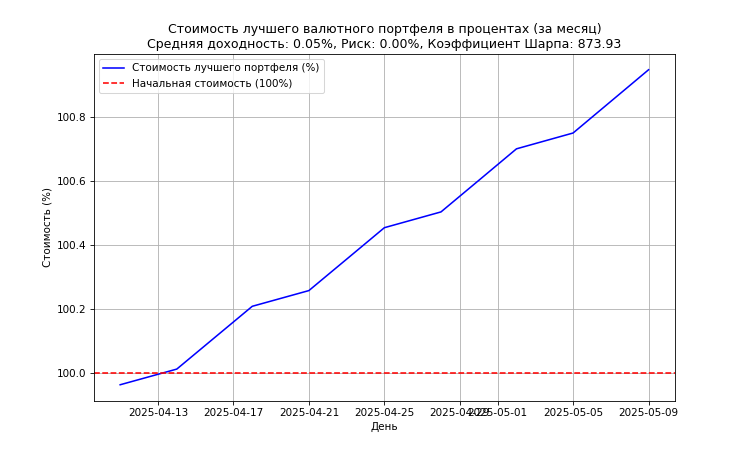 Стоимость лучшего валютного портфеля в процентах (за месяц)
Средняя доходность: 0.05%, Риск: 0.00%, Коэффициент Шарпа: 873.93
Стоимость лучшего портфеля (%)
Начальная стоимость (100%)
Стоимость (%)
100.8
100.6
100.4
100.2
100.0
2025-04-13 2025-04-17 2025-04-21 2025-04-25 2025-04-29 2025-05-01 2025-05-05 2025-05-09
День